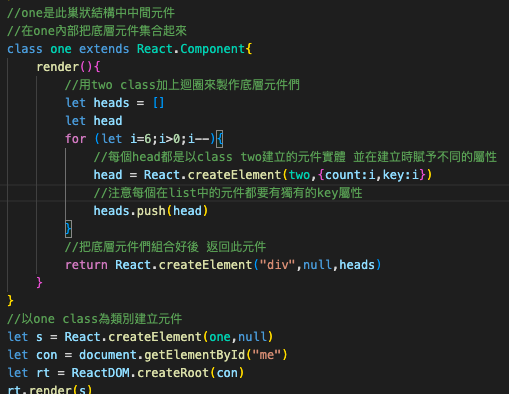 //one是此巢狀結構中中間元件
//在one內部把底層元件集合起來
class one extends React.Component{
render(){
//用two class加上迴圈來製作底層元件們
let heads = []
let head
for (let i=6;i>0;i--){
//每個head都是以class two建立的元件實體 並在建立時賦予不同的屬性
head = React.createElement(two,{count:i,key:i})
//注意每個在list中的元件都要有獨有的key屬性
heads.push(head)
}
//把底層元件們組合好後 返回此元件
return React.createElement("div",null,heads)
}
}
//以one class為類別建立元件
let s = React.createElement(one,null)
let con = document.getElementById("me")
let rt = ReactDOM.createRoot(con)
rt.render(s)